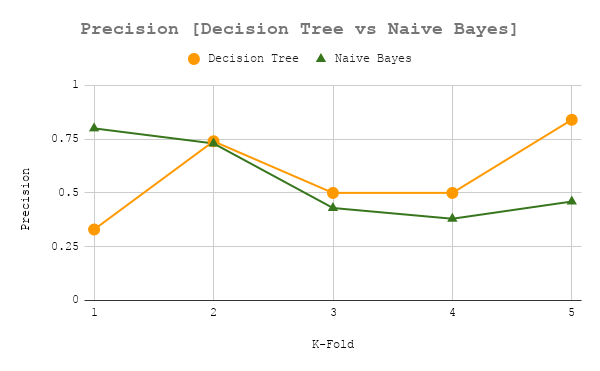 Precision [Decision Tree vs Naive Bayes]
Decision Tree Naive Bayes
1
0.75
0.5
0.25
0
Precision
1 2 3 4 5
K-Fold